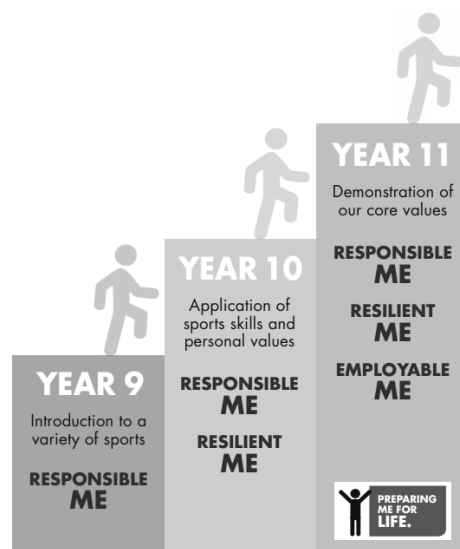 YEAR 9
Introduction to a
variety of sports
RESPONSIBLE
ME
YEAR 10
Application of
sports skills and
personal values
RESPONSIBLE
ME
RESILIENT
ME
YEAR 11
Demonstration of
our core values
RESPONSIBLE
ME
RESILIENT
ME
EMPLOYABLE
ME
PREPARING
ME FOR
LIFE.